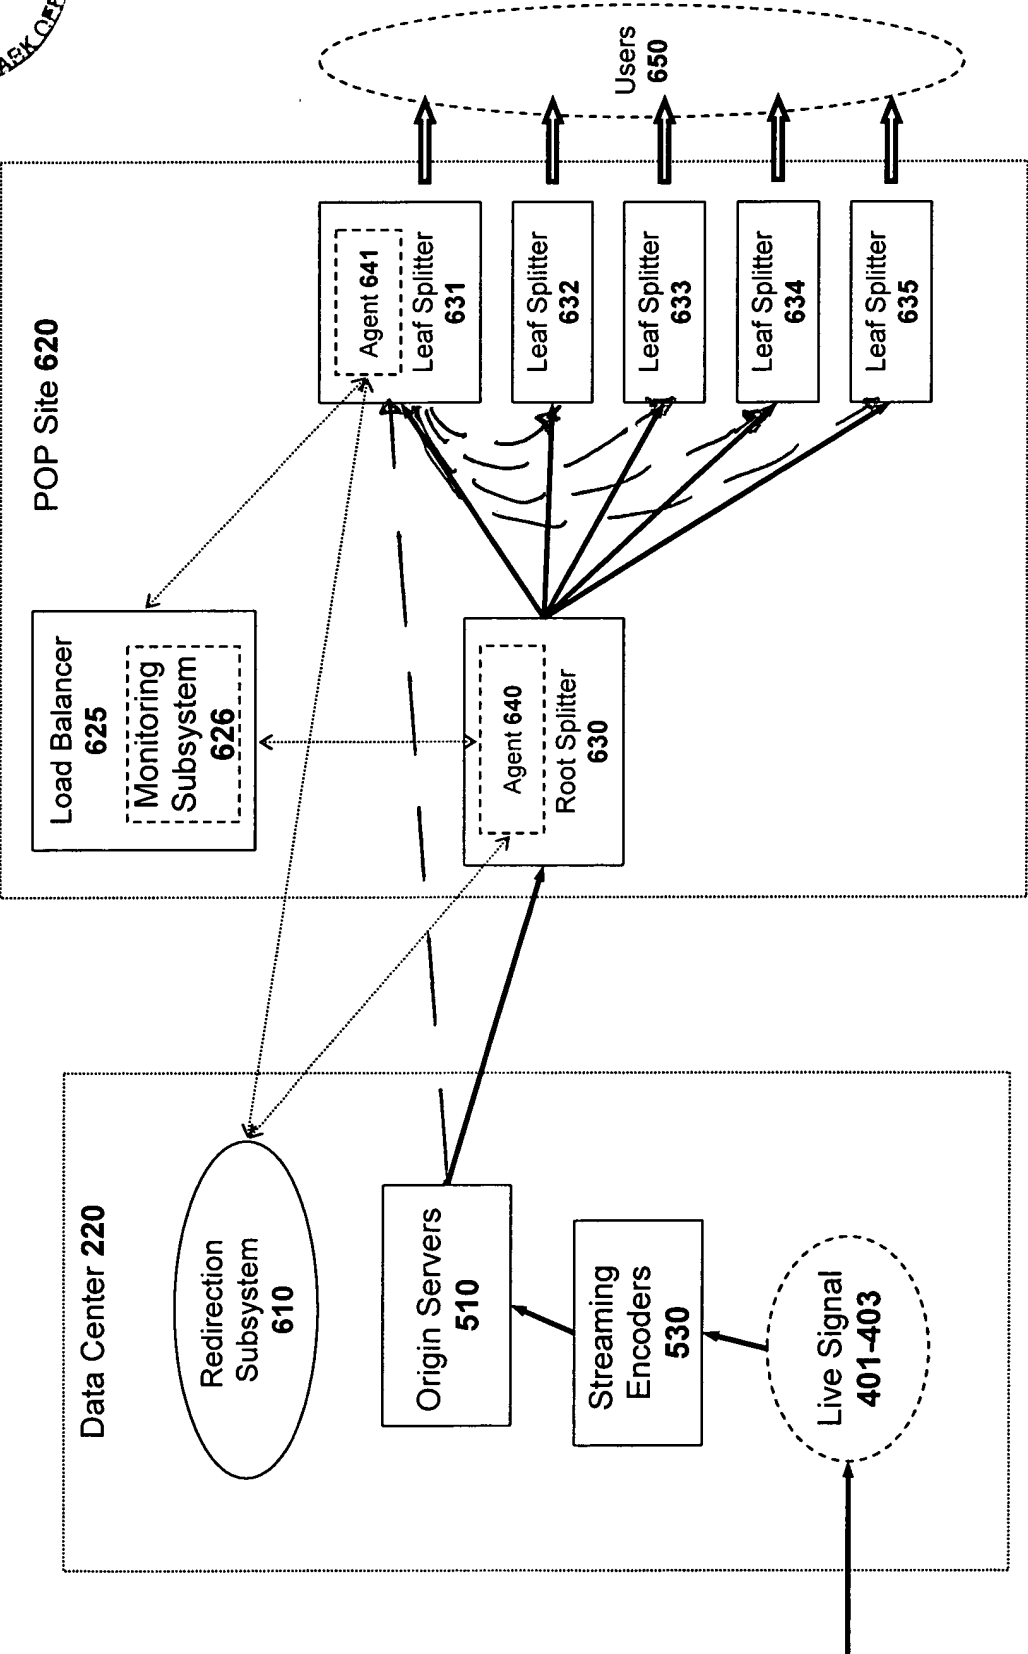 ARK OFF
Data Center 220
Redirection
Subsystem
610
Origin Servers
510
Streaming
Encoders
530
Live Signal
401-403
POP Site 620
Load Balancer
625
Monitoring
Subsystem
626
Agent 640
Root Splitter
630
Agent 641
Leaf Splitter
631
Leaf Splitter
632
Leaf Splitter
633
Leaf Splitter
634
Leaf Splitter
635
Users
650